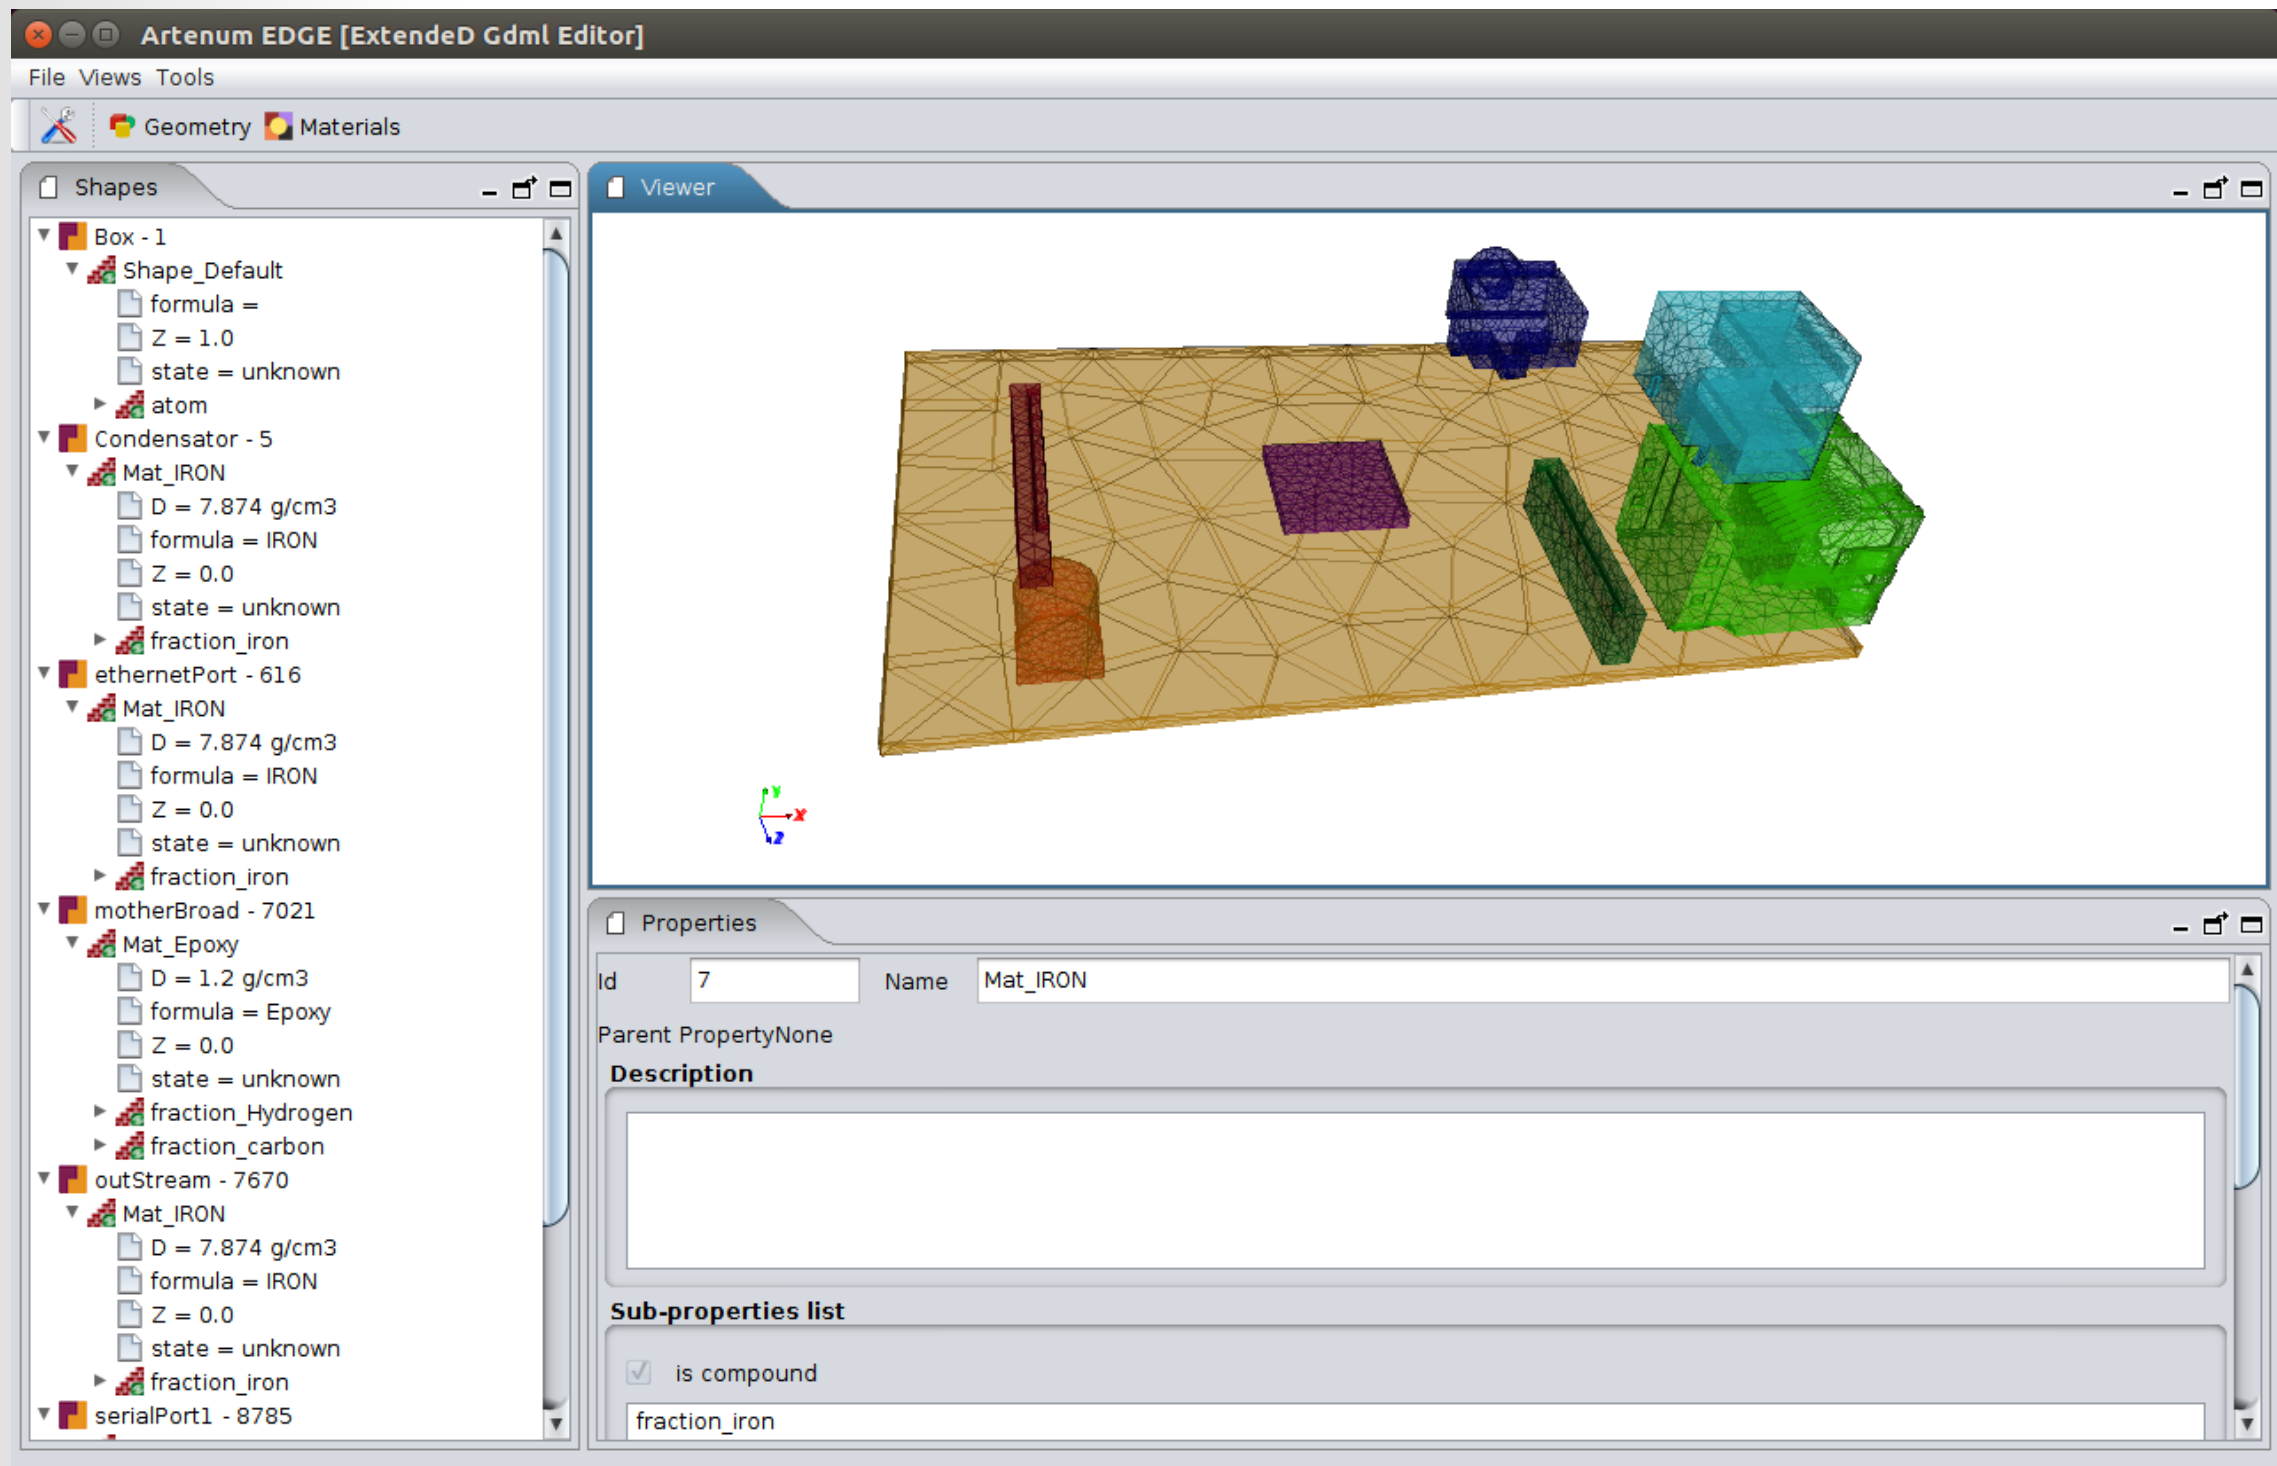 Artenum EDGE [ExtendeD Gdml Editor]
File Views Tools
Geometry Materials
Shapes
Box - 1
Shape_Default
formula =
Z = 1.0
state = unknown
atom
Condensator - 5
Mat_IRON
D = 7.874 g/cm3
formula = IRON
Z = 0.0
state = unknown
fraction_iron
ethernetPort - 616
Mat_IRON
D = 7.874 g/cm3
formula = IRON
Z = 0.0
state = unknown
fraction_iron
motherBroad - 7021
Mat_Epoxy
D = 1.2 g/cm3
formula = Epoxy
Z = 0.0
state = unknown
fraction_Hydrogen
fraction_carbon
outStream - 7670
Mat_IRON
D = 7.874 g/cm3
formula = IRON
Z = 0.0
state = unknown
fraction_iron
serialPort1 - 8785
Viewer
Y
X
Z
Properties
Id 7 Name Mat_IRON
Parent PropertyNone
Description
Sub-properties list
is compound
fraction_iron